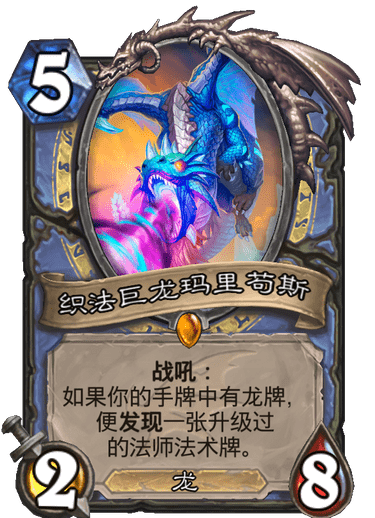 5
织法巨龙玛里苟斯
战吼：
如果你的手牌中有龙牌，
便发现一张升级过
的法师法术牌。
2
龙
8